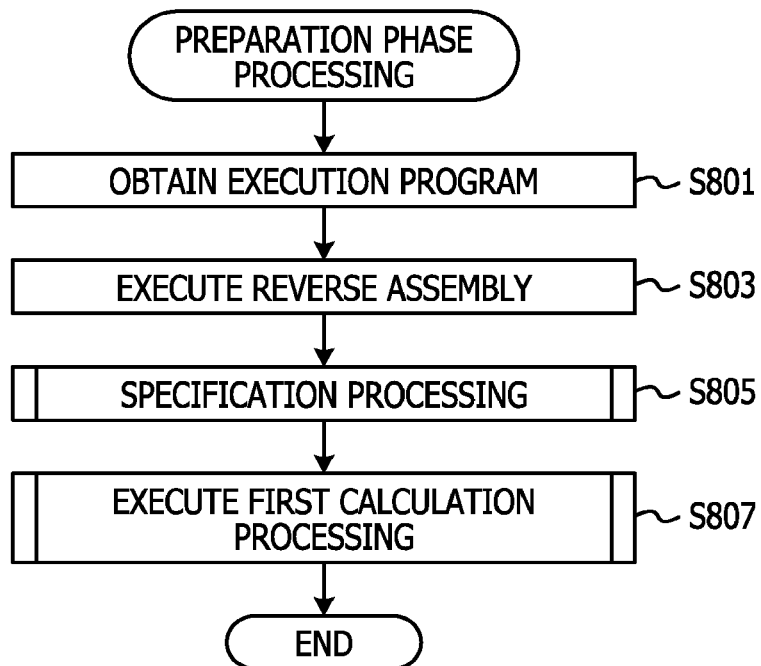 PREPARATION PHASE
PROCESSING
OBTAIN EXECUTION PROGRAM
S801
EXECUTE REVERSE ASSEMBLY
S803
SPECIFICATION PROCESSING
S805
EXECUTE FIRST CALCULATION
PROCESSING
S807
END